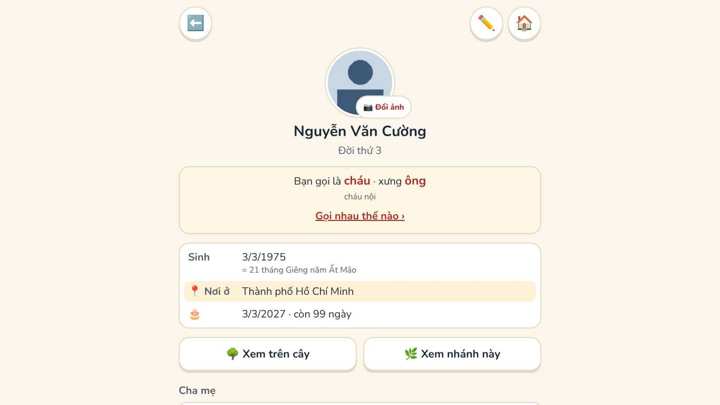 Đổi ảnh
Nguyễn Văn Cường
Đời thứ 3
Bạn gọi là cháu · xưng ông
cháu nội
Gọi nhau thế nào ›
Sinh 3/3/1975
≈ 21 tháng Giêng năm Ất Mão
Nơi ở Thành phố Hồ Chí Minh
3/3/2027 · còn 99 ngày
Xem trên cây
Xem nhánh này
Cha mẹ